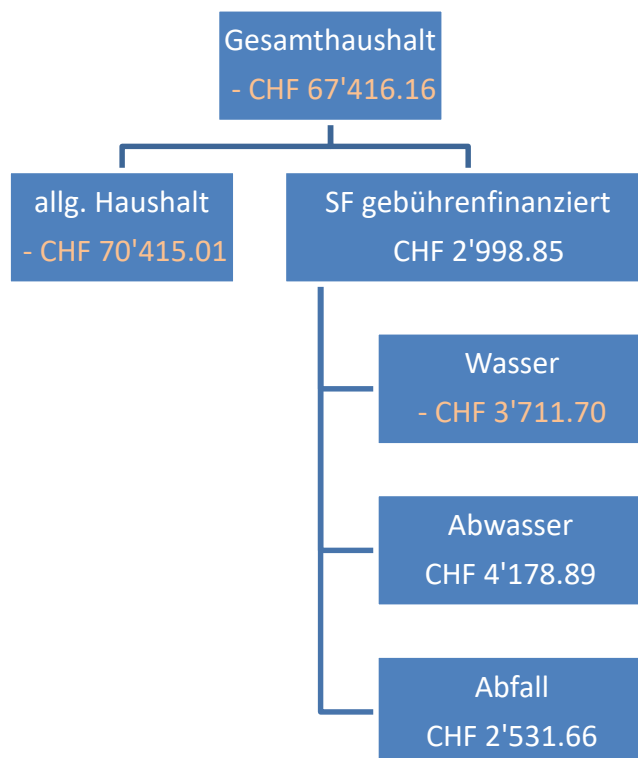 Gesamthaushalt
- CHF 67'416.16
allg. Haushalt
- CHF 70'415.01
SF gebührenfinanziert
CHF 2'998.85
Wasser
- CHF 3'711.70
Abwasser
CHF 4'178.89
Abfall
CHF 2'531.66